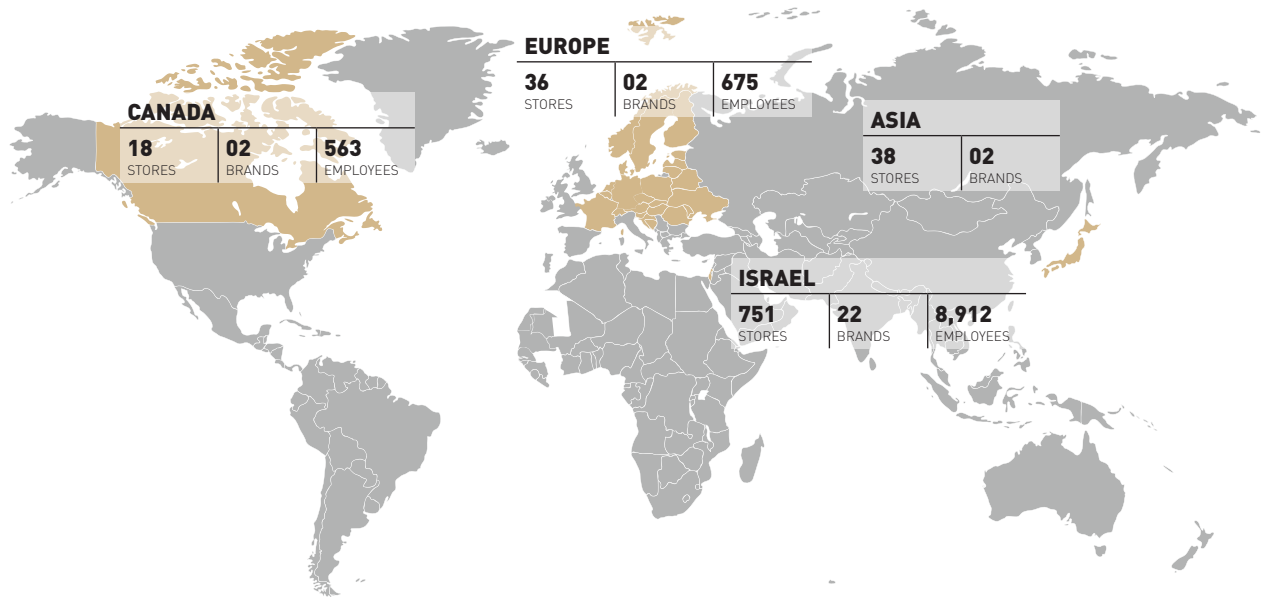 EUROPE
36 02 675
STORES BRANDS EMPLOYEES
CANADA
18 02 563
STORES BRANDS EMPLOYEES
ASIA
38 02
STORES BRANDS
ISRAEL
751 22 8,912
STORES BRANDS EMPLOYEES